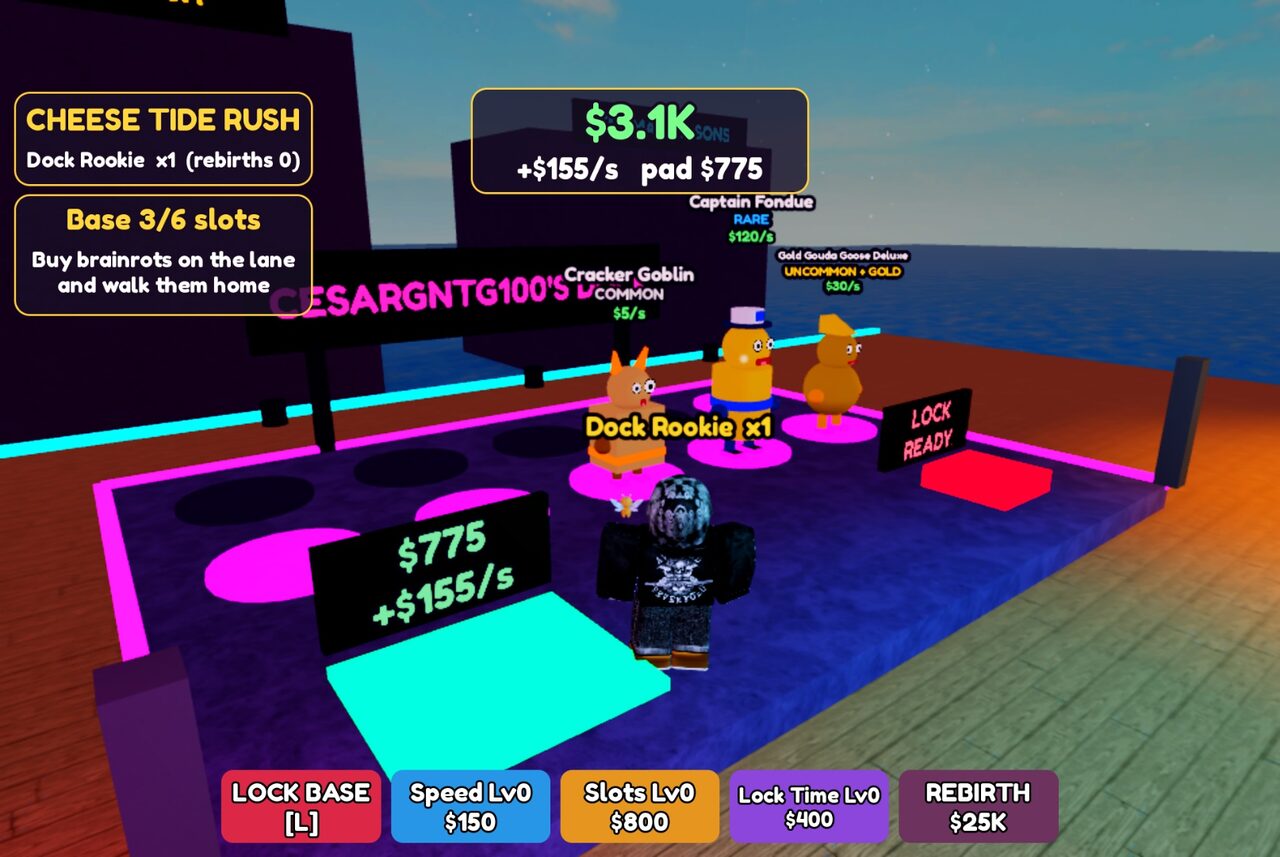 CHEESE TIDE RUSH
Dock Rookie x1 (rebirths 0)
Base 3/6 slots
Buy brainrots on the lane
and walk them home
$3.1K
SONS
+$155/s pad $775
Captain Fondue
RARE
$120/s
Gold Gouda Goose Deluxe
UNCOMMON + GOLD
$30/s
Cracker Goblin
COMMON
$5/s
CESARGNTG100'S
Dock Rookie x1
LOCK
READY
$775
+$155/s
LOCK BASE
[L]
Speed Lv0
$150
Slots Lv0
$800
Lock Time Lv0
$400
REBIRTH
$25K